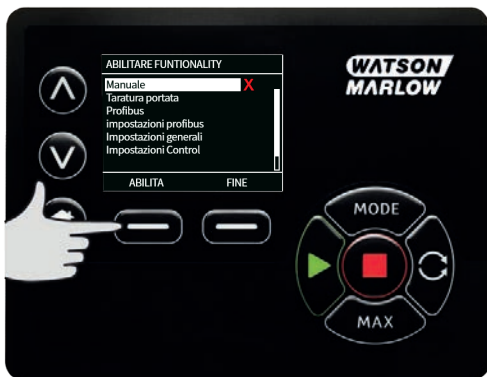 ABILITARE FUNTIONALITY
Manuale X
Taratura portata
Profibus
impostazioni profibus
Impostazioni generali
Impostazioni Control
ABILITA FINE
WATSON
MARLOW
MODE
MAX